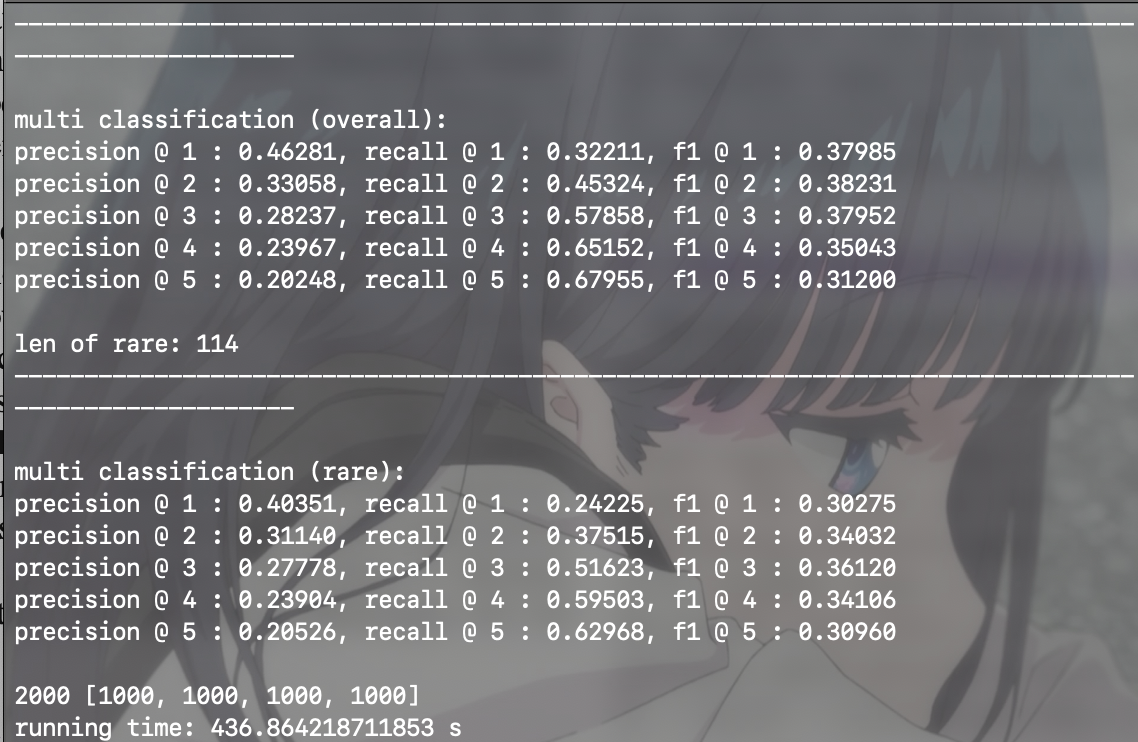 --------------------------------------------------------------------------------
--------------------
multi classification (overall):
precision @ 1 : 0.46281, recall @ 1 : 0.32211, f1 @ 1 : 0.37985
precision @ 2 : 0.33058, recall @ 2 : 0.45324, f1 @ 2 : 0.38231
precision @ 3 : 0.28237, recall @ 3 : 0.57858, f1 @ 3 : 0.37952
precision @ 4 : 0.23967, recall @ 4 : 0.65152, f1 @ 4 : 0.35043
precision @ 5 : 0.20248, recall @ 5 : 0.67955, f1 @ 5 : 0.31200
len of rare: 114
--------------------------------------------------------------------------------
--------------------
multi classification (rare):
precision @ 1 : 0.40351, recall @ 1 : 0.24225, f1 @ 1 : 0.30275
precision @ 2 : 0.31140, recall @ 2 : 0.37515, f1 @ 2 : 0.34032
precision @ 3 : 0.27778, recall @ 3 : 0.51623, f1 @ 3 : 0.36120
precision @ 4 : 0.23904, recall @ 4 : 0.59503, f1 @ 4 : 0.34106
precision @ 5 : 0.20526, recall @ 5 : 0.62968, f1 @ 5 : 0.30960
2000 [1000, 1000, 1000, 1000]
running time: 436.864218711853 s